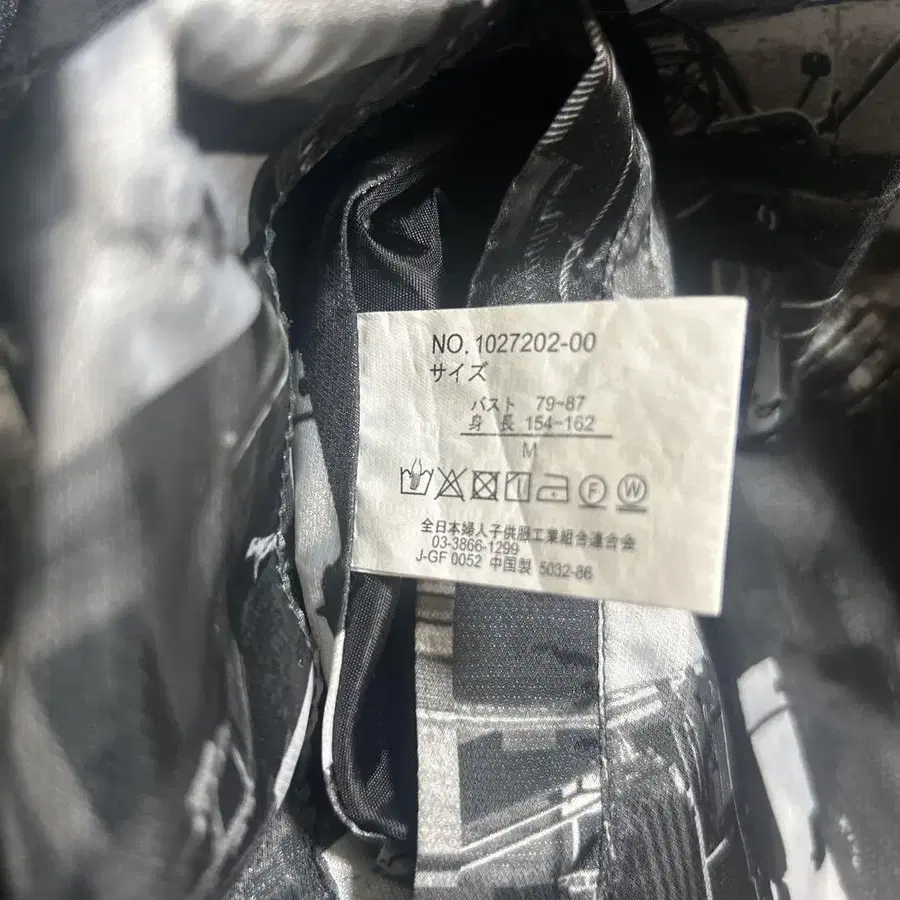 NO. 1027202-00
サイズ
バスト 79-87
身 長 154-162
M
F W
全日本婦人子供服工業組合連合会
03-3866-1299
J-GF 0052 中国製 5032-86